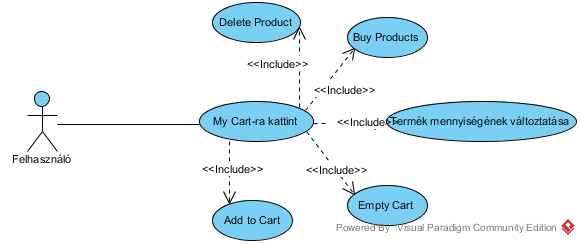 Delete Product
Buy Products
<<Include>>
<<Include>>
My Cart-ra kattint
<<Include>>
Termék mennyiségének változtatása
Felhasználó
<<Include>>
<<Include>>
Empty Cart
Add to Cart
Powered By Visual Paradigm Community Edition